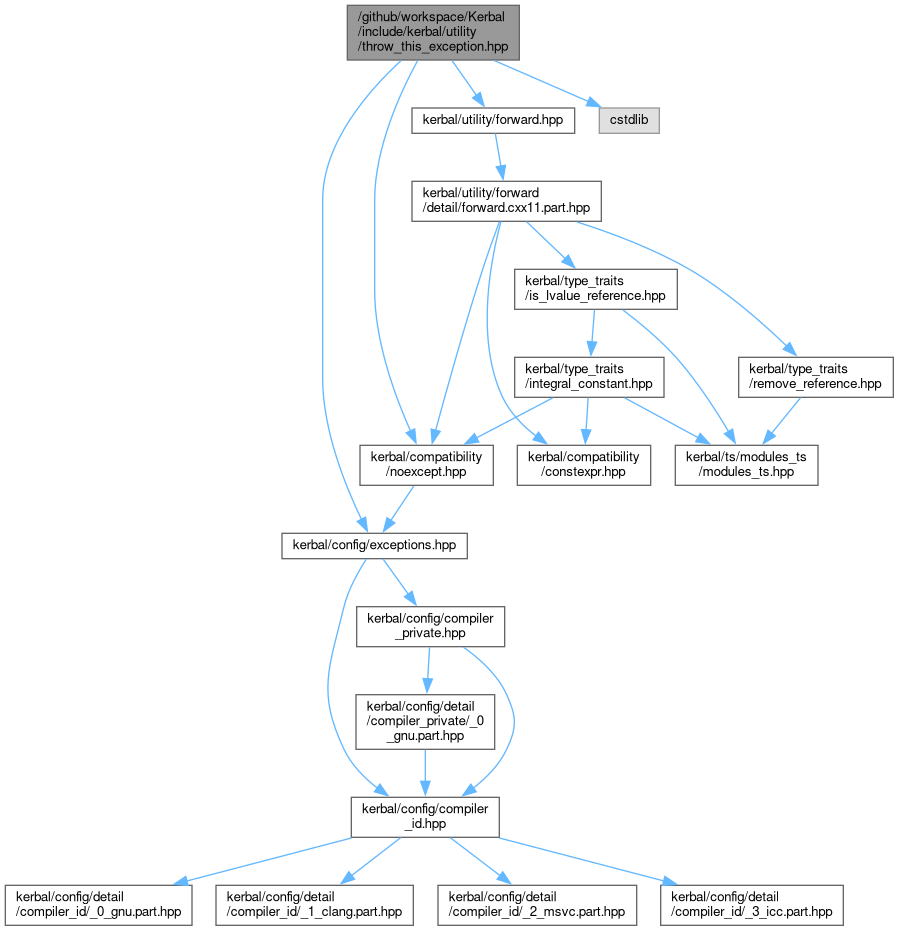 /github/workspace/Kerbal
/include/kerbal/utility
/throw_this_exception.hpp
kerbal/utility/forward.hpp
cstdlib
kerbal/utility/forward
/detail/forward.cxx11.part.hpp
kerbal/type_traits
/is_lvalue_reference.hpp
kerbal/type_traits
/integral_constant.hpp
kerbal/type_traits
/remove_reference.hpp
kerbal/compatibility
/noexcept.hpp
kerbal/compatibility
/constexpr.hpp
kerbal/ts/modules_ts
/modules_ts.hpp
kerbal/config/exceptions.hpp
kerbal/config/compiler
_private.hpp
kerbal/config/detail
/compiler_private/_0
_gnu.part.hpp
kerbal/config/compiler
_id.hpp
kerbal/config/detail
/compiler_id/_0_gnu.part.hpp
kerbal/config/detail
/compiler_id/_1_clang.part.hpp
kerbal/config/detail
/compiler_id/_2_msvc.part.hpp
kerbal/config/detail
/compiler_id/_3_icc.part.hpp